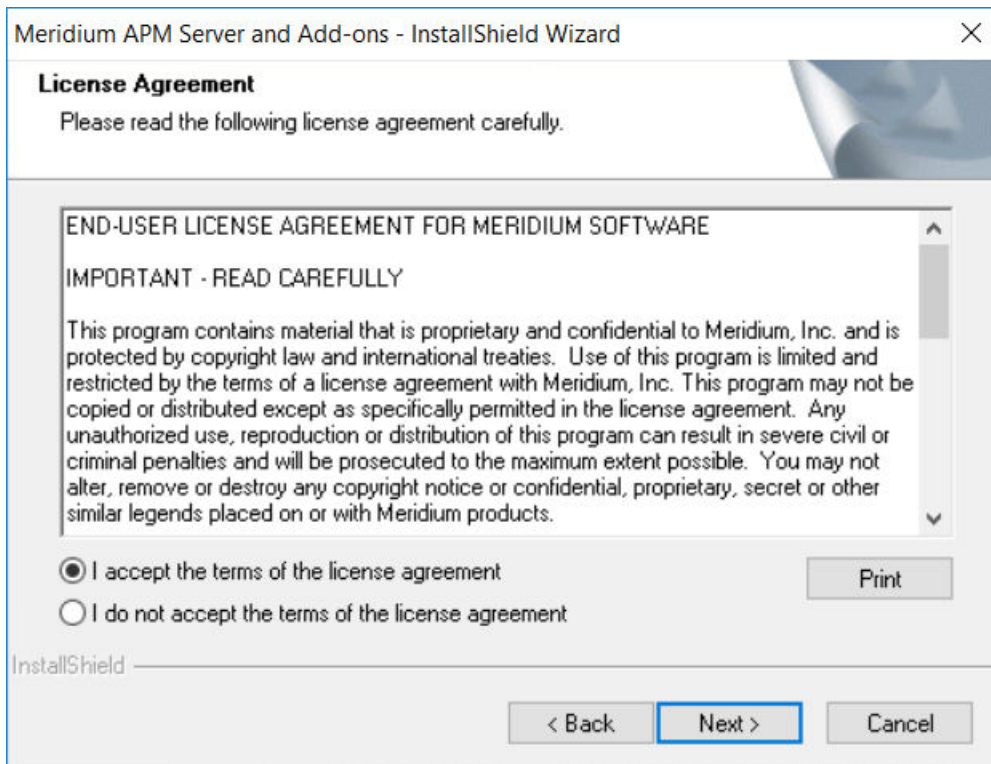 Meridium APM Server and Add-ons - InstallShield Wizard
License Agreement
Please read the following license agreement carefully.
END-USER LICENSE AGREEMENT FOR MERIDIUM SOFTWARE
IMPORTANT - READ CAREFULLY
This program contains material that is proprietary and confidential to Meridium, Inc. and is
protected by copyright law and international treaties.  Use of this program is limited and
restricted by the terms of a license agreement with Meridium, Inc. This program may not be
copied or distributed except as specifically permitted in the license agreement.  Any
unauthorized use, reproduction or distribution of this program can result in severe civil or
criminal penalties and will be prosecuted to the maximum extent possible.  You may not
alter, remove or destroy any copyright notice or confidential, proprietary, secret or other
similar legends placed on or with Meridium products.
I accept the terms of the license agreement
Print
I do not accept the terms of the license agreement
InstallShield
< Back Next > Cancel